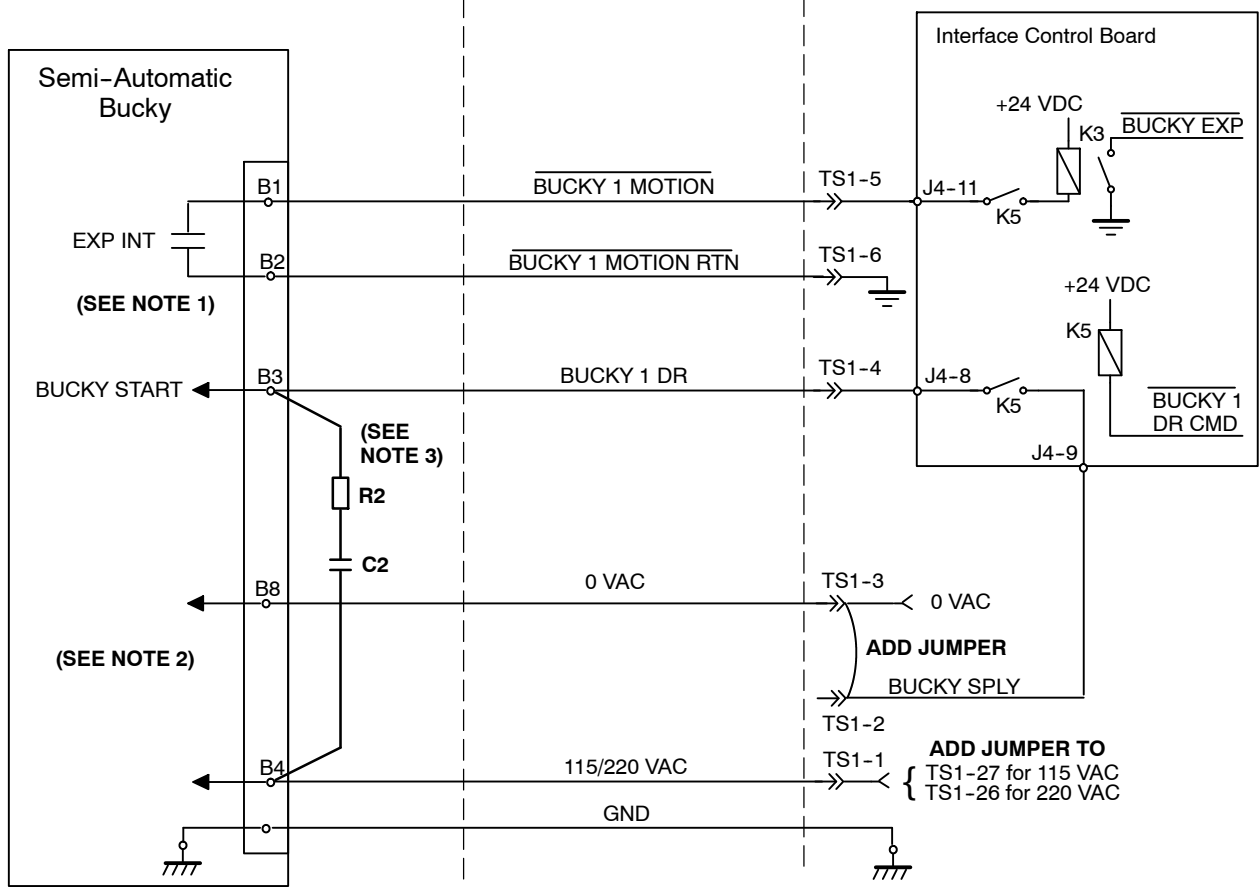 Semi-Automatic
Bucky
Interface Control Board
+24 VDC
K3
BUCKY EXP
B1
BUCKY 1 MOTION
TS1-5
J4-11
K5
EXP INT
B2
BUCKY 1 MOTION RTN
TS1-6
(SEE NOTE 1)
+24 VDC
K5
BUCKY START
B3
BUCKY 1 DR
TS1-4
J4-8
K5
BUCKY 1
DR CMD
(SEE
NOTE 3)
J4-9
R2
C2
B8
0 VAC
TS1-3
0 VAC
(SEE NOTE 2)
ADD JUMPER
BUCKY SPLY
TS1-2
B4
115/220 VAC
TS1-1
ADD JUMPER TO
{ TS1-27 for 115 VAC
TS1-26 for 220 VAC
GND